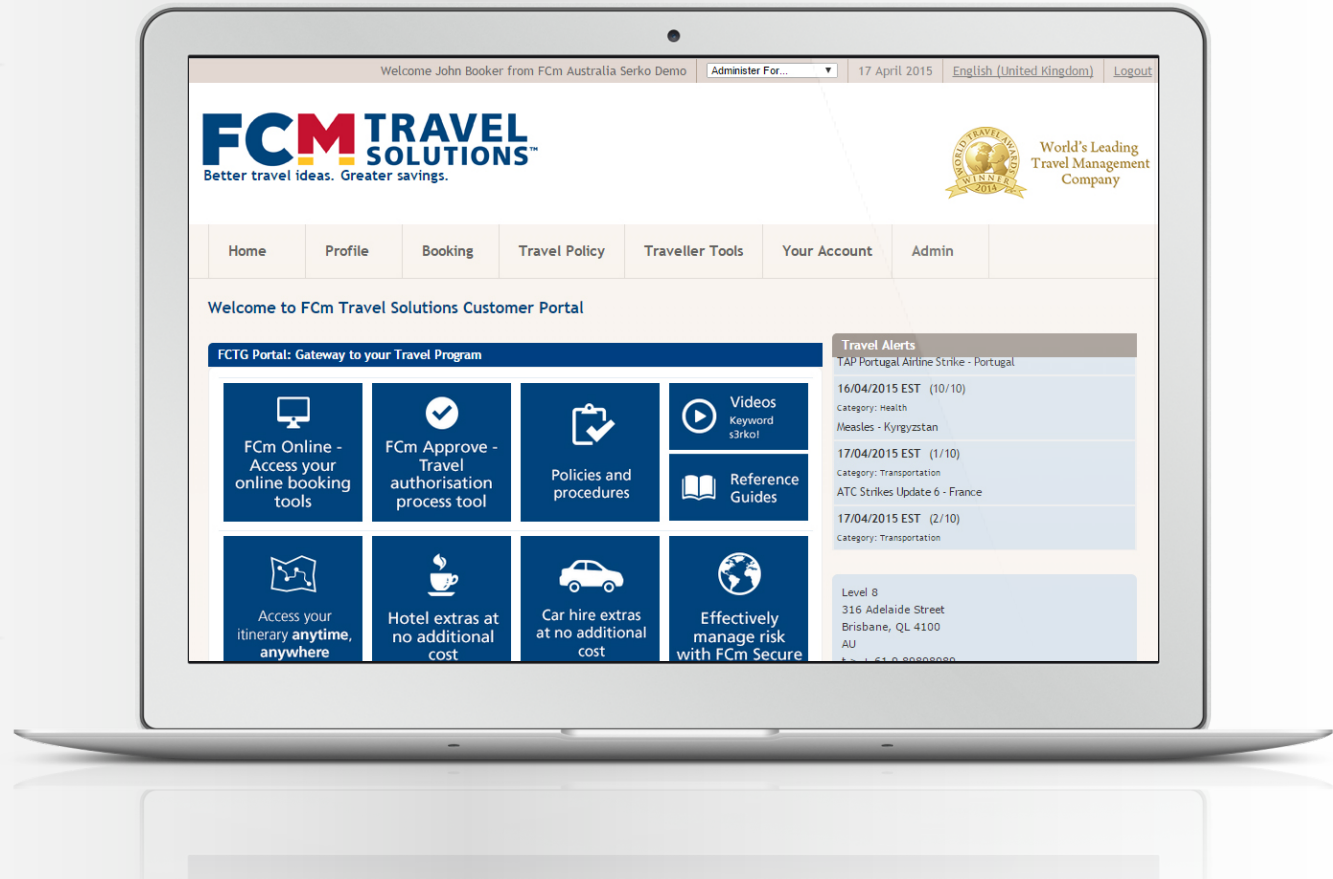 Welcome John Booker from FCm Australia Serko Demo
Administer For...
17 April 2015
English (United Kingdom)
Logout
FCM TRAVEL
SOLUTIONS™
Better travel ideas. Greater savings.
WORLD TRAVEL AWARDS
WINNER
2014
World's Leading
Travel Management
Company
Home
Profile
Booking
Travel Policy
Traveller Tools
Your Account
Admin
Welcome to FCm Travel Solutions Customer Portal
FCTG Portal: Gateway to your Travel Program
FCm Online -
Access your
online booking
tools
FCm Approve -
Travel
authorisation
process tool
Policies and
procedures
Videos
Keyword
s3rko!
Reference
Guides
Access your
itinerary anytime,
anywhere
Hotel extras at
no additional
cost
Car hire extras
at no additional
cost
Effectively
manage risk
with FCm Secure
Travel Alerts
TAP Portugal Airline Strike - Portugal
16/04/2015 EST (10/10)
Category: Health
Measles - Kyrgyzstan
17/04/2015 EST (1/10)
Category: Transportation
ATC Strikes Update 6 - France
17/04/2015 EST (2/10)
Category: Transportation
Level 8
316 Adelaide Street
Brisbane, QL 4100
AU